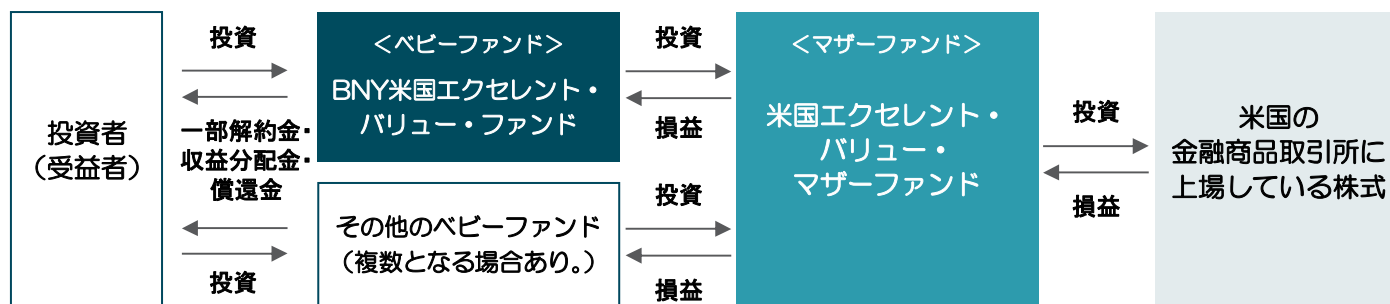 投資者
（受益者）
投資
一部解約金・
収益分配金・
償還金
投資
＜ベビーファンド＞
BNY米国エクセレント・
バリュー・ファンド
その他のベビーファンド
（複数となる場合あり。）
投資
損益
投資
損益
＜マザーファンド＞
米国エクセレント・
バリュー・
マザーファンド
投資
損益
米国の
金融商品取引所に
上場している株式